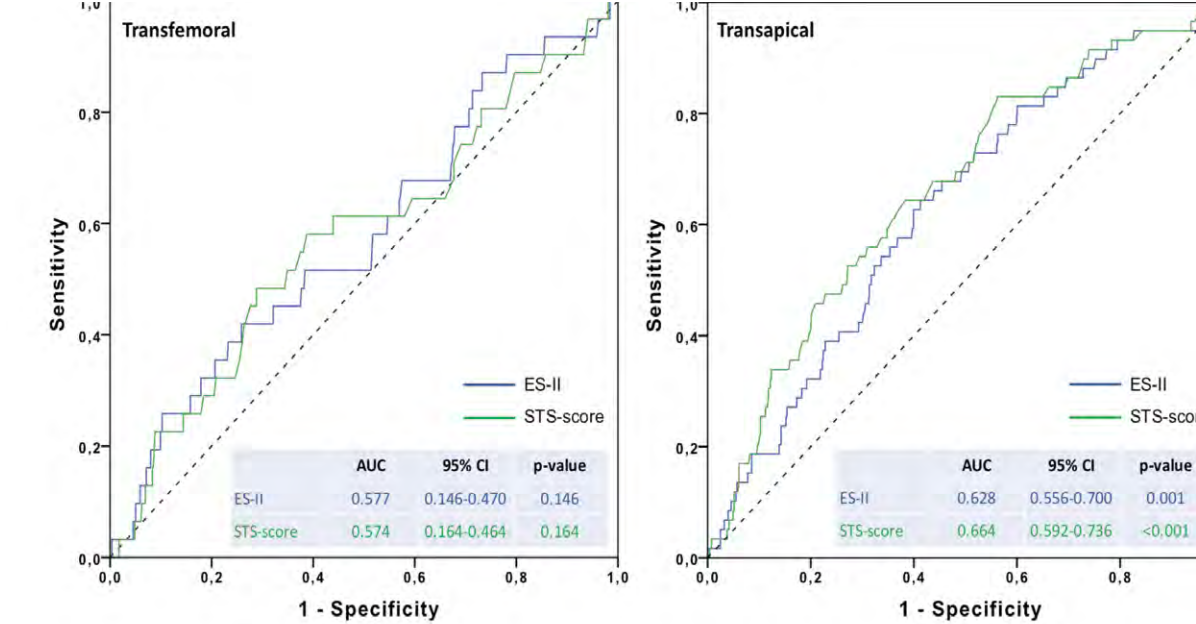 Transfemoral
1,0
0,8
0,6
0,4
0,2
0,0
Sensitivity
ES-II
STS-score
AUC 95% CI p-value
ES-II 0.577 0.146-0.470 0.146
STS-score 0.574 0.164-0.464 0.164
0,0 0,2 0,4 0,6 0,8 1,0
1 - Specificity
Transapical
1,0
0,8
0,6
0,4
0,2
0,0
Sensitivity
ES-II
STS-scor
AUC 95% CI p-value
ES-II 0.628 0.556-0.700 0.001
STS-score 0.664 0.592-0.736 <0.001
0,0 0,2 0,4 0,6 0,8
1 - Specificity